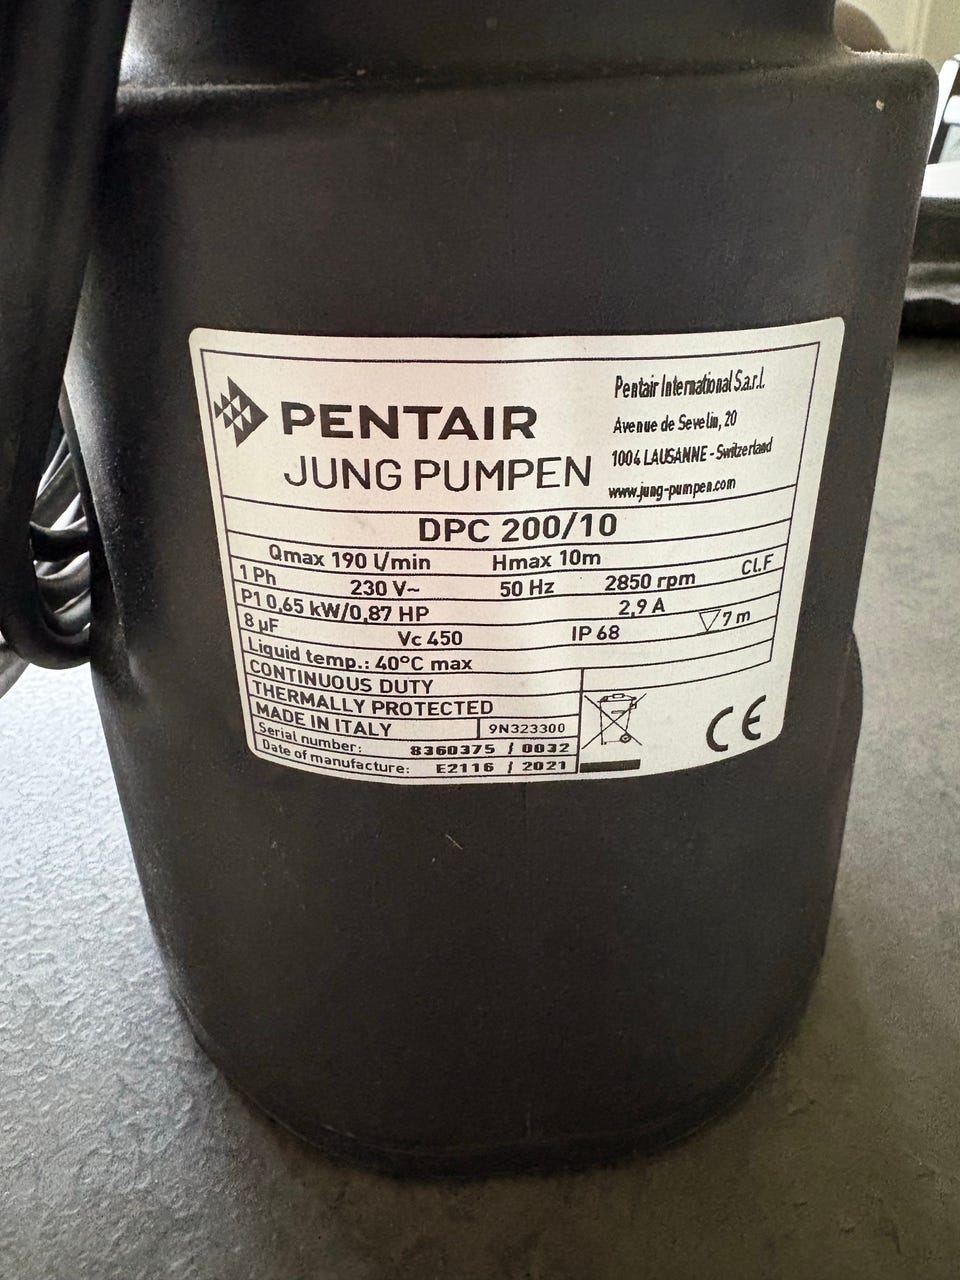 PENTAIR
JUNG PUMPEN
Pentair International S.a.r.l.
Avenue de Sevelin, 20
1004 LAUSANNE - Switzerland
www.jung-pumpen.com
DPC 200/10
Qmax 190 l/min Hmax 10m
1 Ph 230 V~ 50 Hz 2850 rpm Cl.F
P1 0,65 kW/0,87 HP 2,9 A
8 µF Vc 450 IP 68 7 m
Liquid temp.: 40°C max
CONTINUOUS DUTY
THERMALLY PROTECTED
MADE IN ITALY 9N323300
Serial number: 8360375 / 0032
Date of manufacture: E2116 / 2021
CE